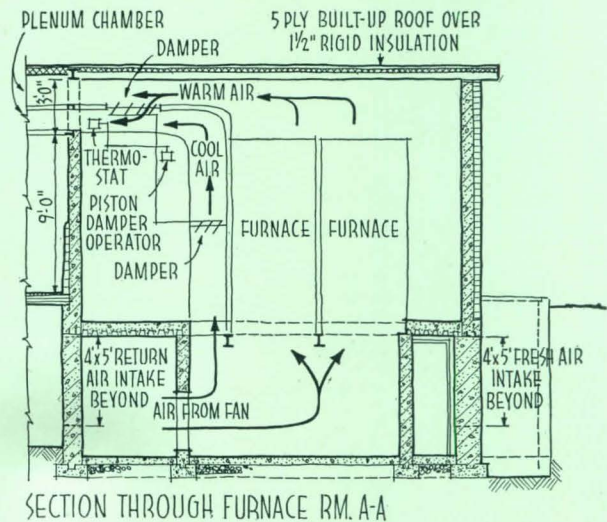 PLENUM CHAMBER
DAMPER
5 PLY BUILT-UP ROOF OVER
1½" RIGID INSULATION
3'-0"
WARM AIR
THERMO-
STAT
COOL
AIR
PISTON
DAMPER
OPERATOR
DAMPER
FURNACE
FURNACE
9'-0"
4'x5' RETURN
AIR INTAKE
BEYOND
AIR FROM FAN
4'x5' FRESH AIR
INTAKE
BEYOND
SECTION THROUGH FURNACE RM. A-A